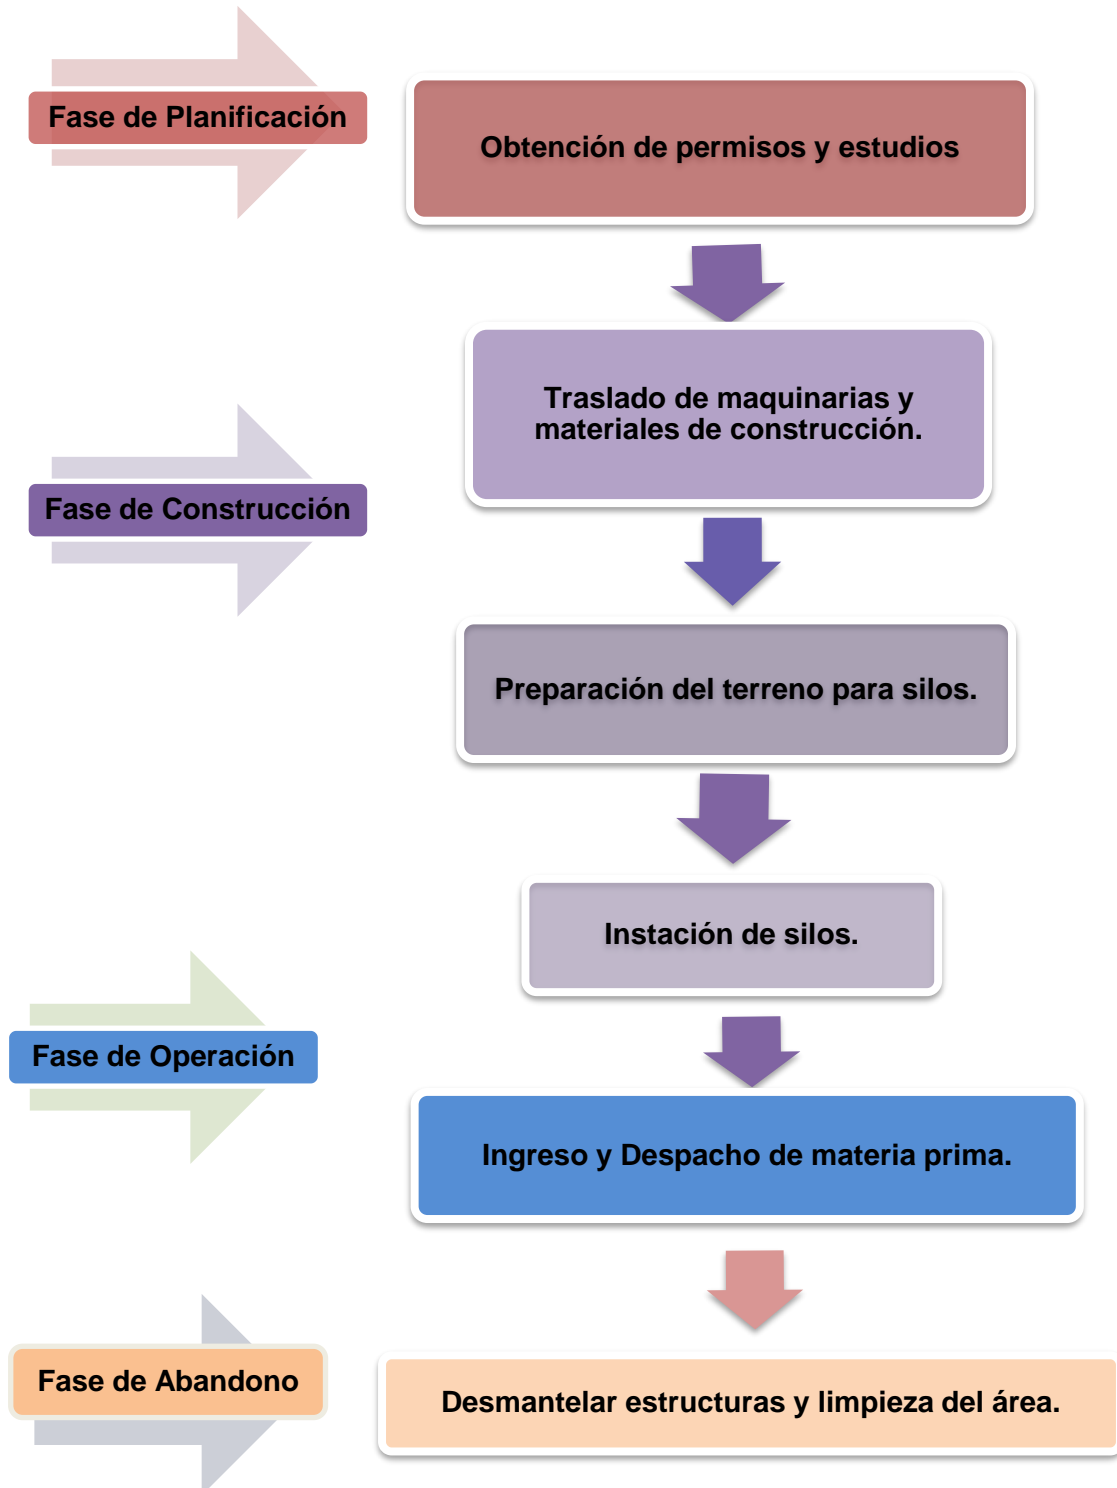 Fase de Planificación
Obtención de permisos y estudios
Traslado de maquinarias y
materiales de construcción.
Fase de Construcción
Preparación del terreno para silos.
Instación de silos.
Fase de Operación
Ingreso y Despacho de materia prima.
Fase de Abandono
Desmantelar estructuras y limpieza del área.